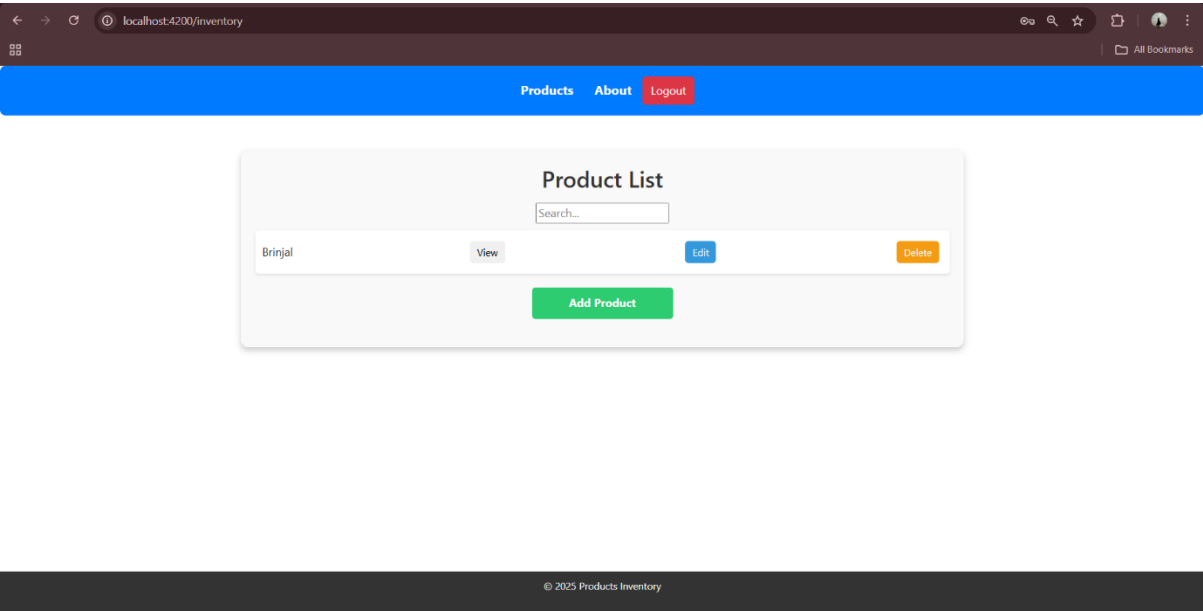 localhost:4200/inventory
All Bookmarks
Products About Logout
Product List
Search...
Brinjal View Edit Delete
Add Product
© 2025 Products Inventory